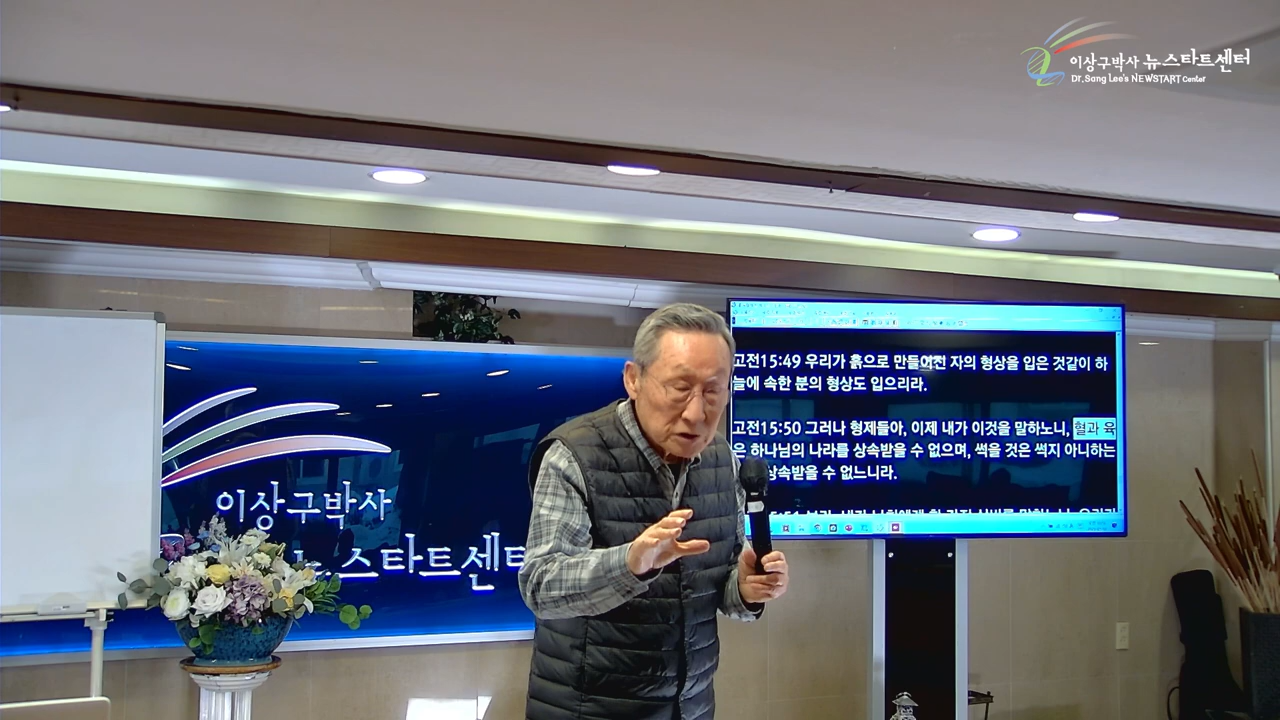 이상구박사 뉴스타트센터
Dr. Sang Lee's NEWSTART Center
고전15:49 우리가 흙으로 만들어진 자의 형상을 입은 것같이 하
늘에 속한 분의 형상도 입으리라.
고전15:50 그러나 형제들아, 이제 내가 이것을 말하노니, 혈과 육
은 하나님의 나라를 상속받을 수 없으며, 썩을 것은 썩지 아니하는
상속받을 수 없느니라.
이상구박사
뉴스타트센터